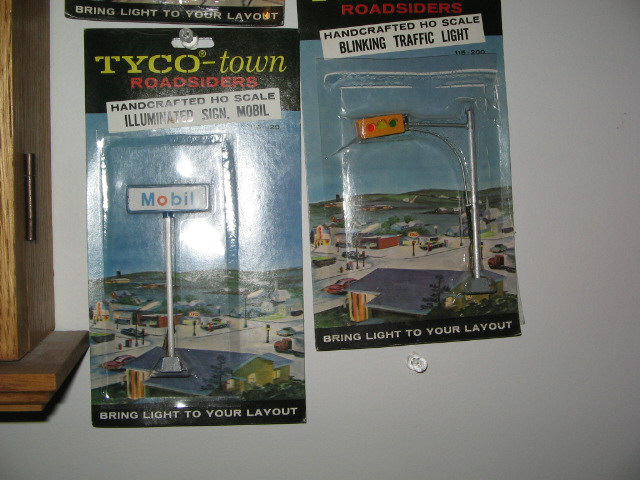 BRING LIGHT TO YOUR LAYOUT
TYCO®-town
ROADSIDERS
HANDCRAFTED HO SCALE
ILLUMINATED SIGN, MOBIL
Mobil
BRING LIGHT TO YOUR LAYOUT
ROADSIDERS
HANDCRAFTED HO SCALE
BLINKING TRAFFIC LIGHT
BRING LIGHT TO YOUR LAYOUT